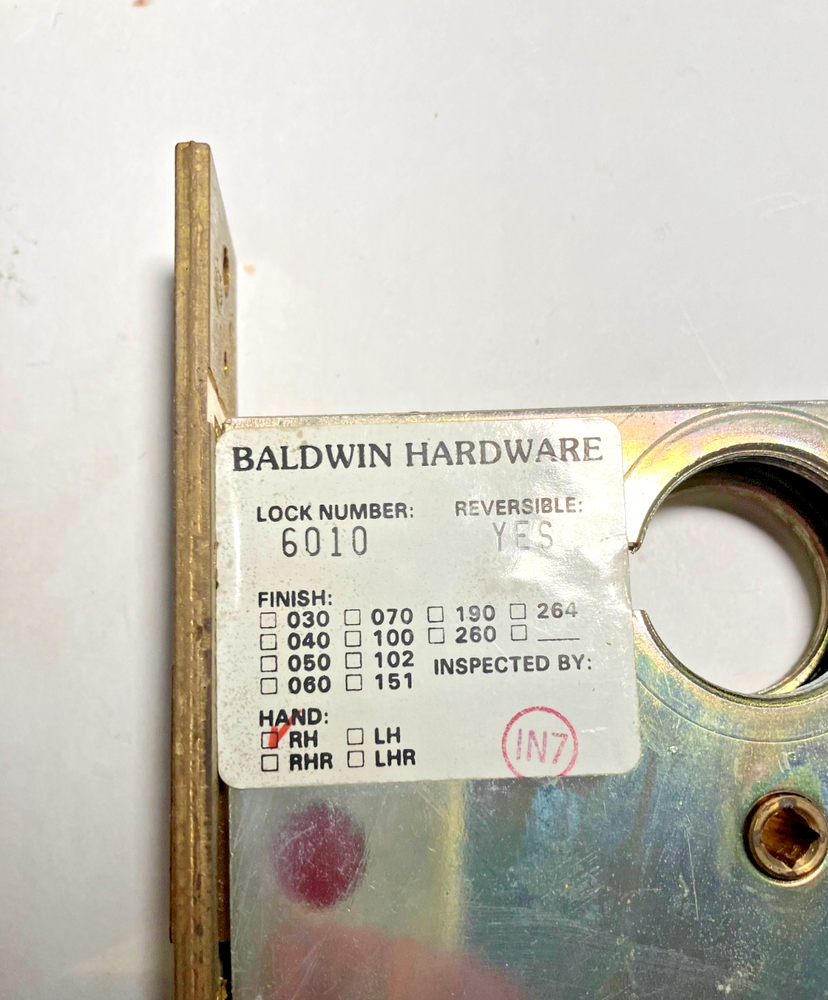 BALDWIN HARDWARE
LOCK NUMBER: REVERSIBLE:
6010 YES
FINISH:
☐ 030 ☐ 070 ☐ 190 ☐ 264
☐ 040 ☐ 100 ☐ 260 ☐ ___
☐ 050 ☐ 102 INSPECTED BY:
☐ 060 ☐ 151
HAND:
☑ RH ☐ LH
☐ RHR ☐ LHR
IN7